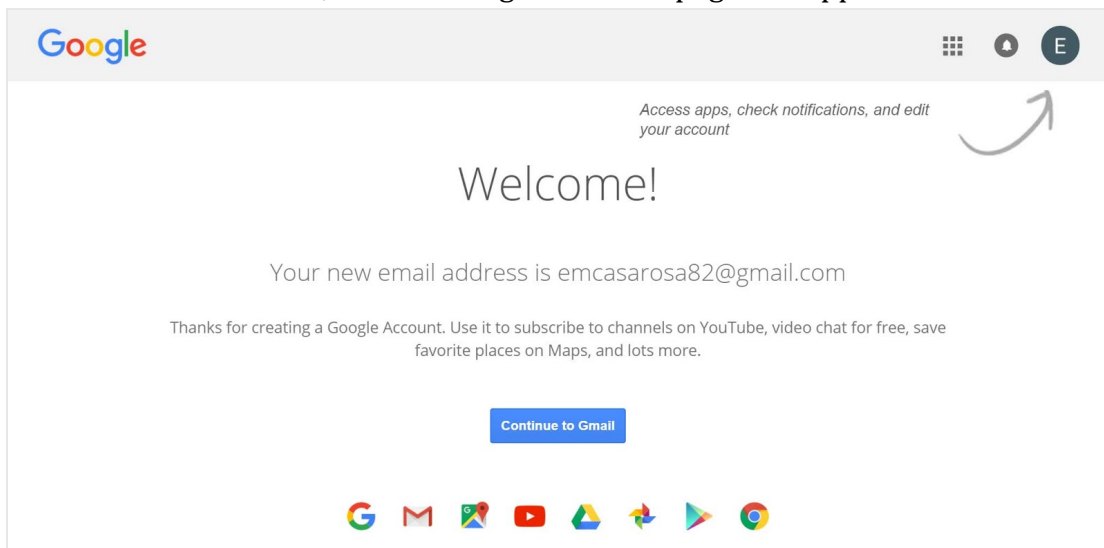 Google
E
Access apps, check notifications, and edit
your account
Welcome!
Your new email address is emcasarosa82@gmail.com
Thanks for creating a Google Account. Use it to subscribe to channels on YouTube, video chat for free, save
favorite places on Maps, and lots more.
Continue to Gmail